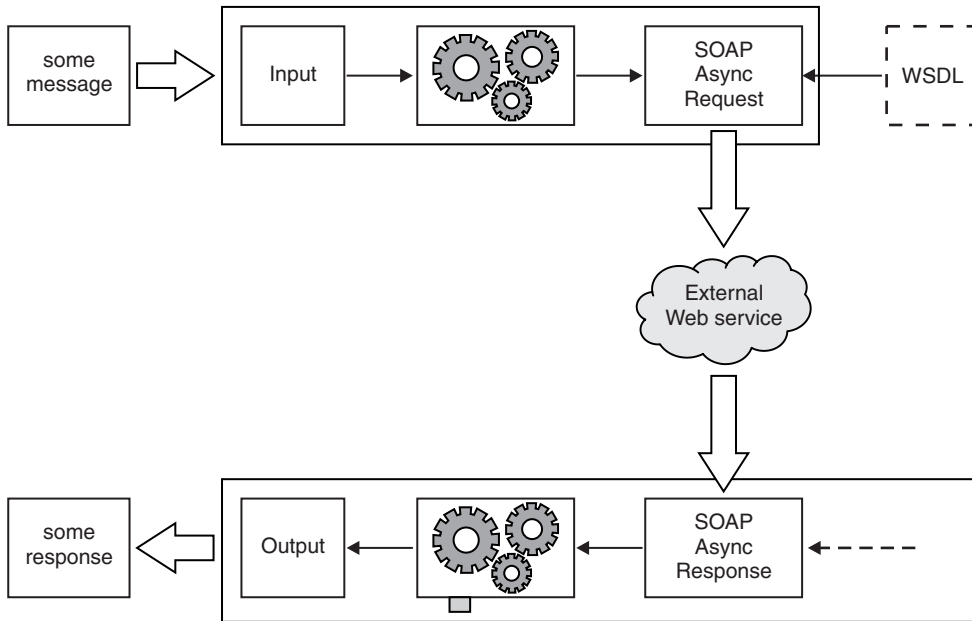 some
message
Input
SOAP
Async
Request
WSDL
External
Web service
some
response
Output
SOAP
Async
Response